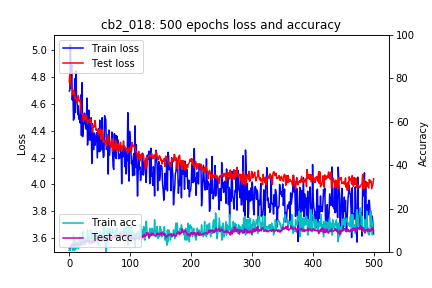 cb2_018: 500 epochs loss and accuracy
Train loss
Test loss
Train acc
Test acc
Loss
5.0
4.8
4.6
4.4
4.2
4.0
3.8
3.6
0
100
200
300
400
500
Accuracy
100
80
60
40
20
0